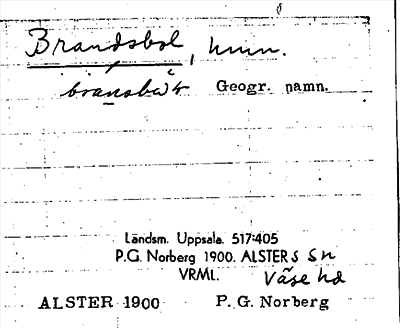 Brandsbol, hmn.
Geogr. namn.
Landsm. Uppsala. 517:405
P.G. Norberg 1900. ALSTERs sn
VRML. Väse hd
ALSTER 1900 P. G. Norberg